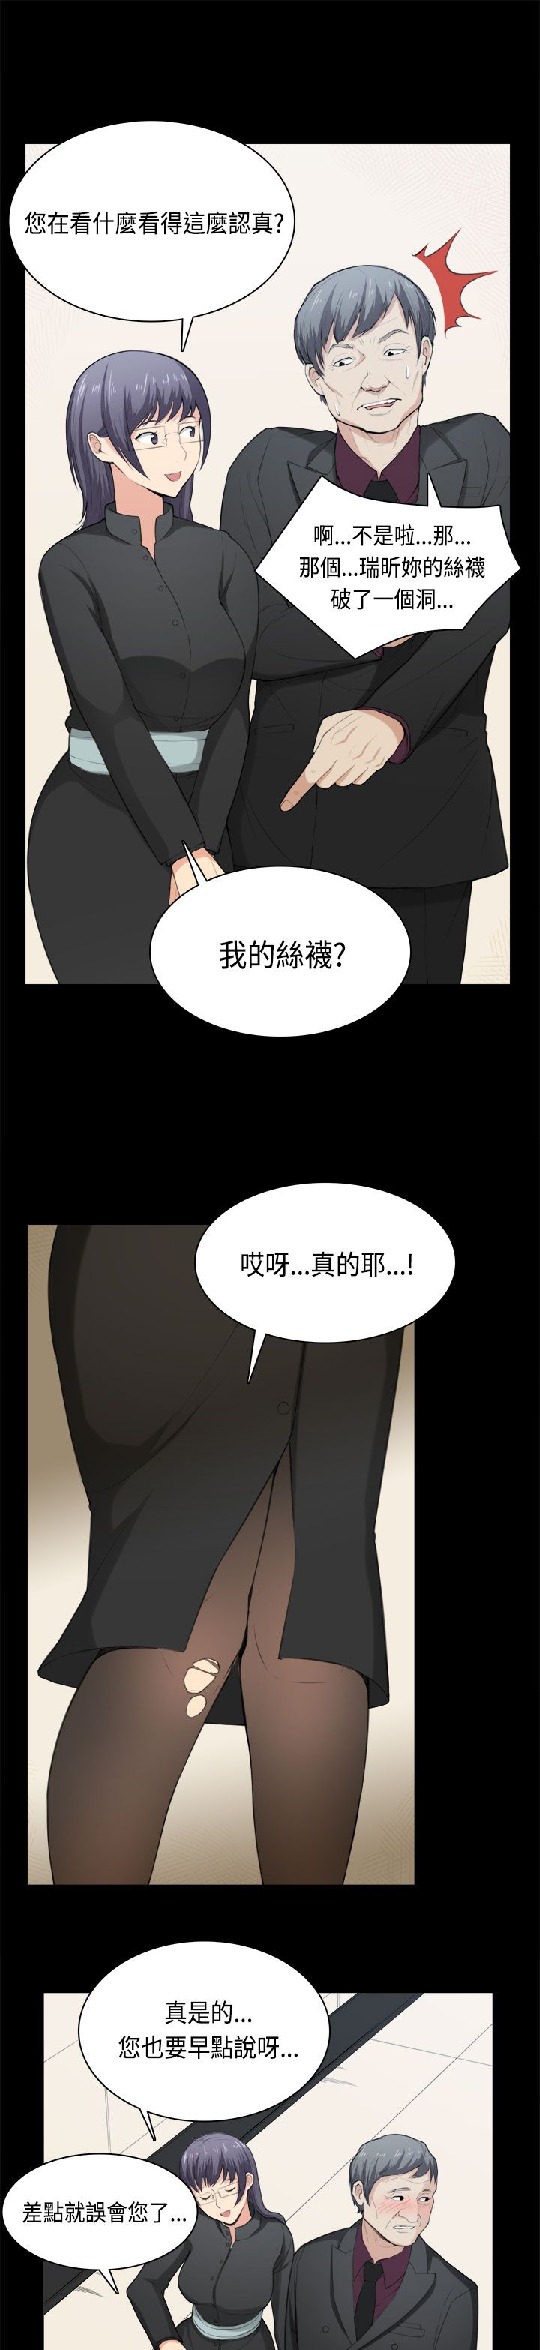 您在看什麼看得這麼認真?
啊...不是啦...那...
那個...瑞昕妳的絲襪
破了一個洞...
我的絲襪?
哎呀...真的耶...!
真是的...
您也要早點說呀...
差點就誤會您了...